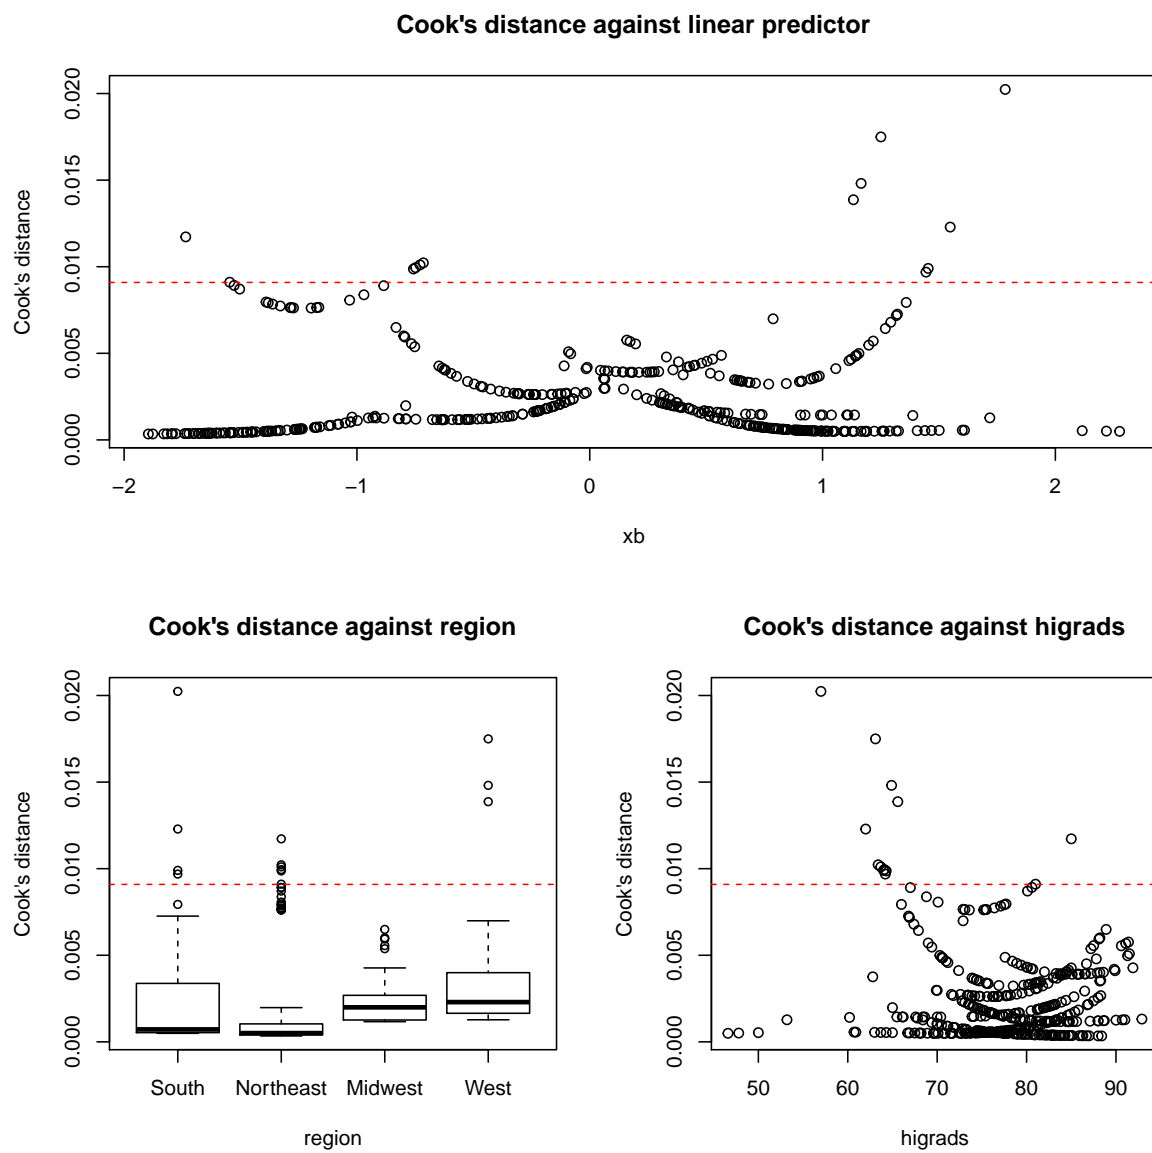 Cook's distance against linear predictor
Cook's distance
0.020
0.015
0.010
0.005
0.000
−2 −1 0 1 2
xb
Cook's distance against region
Cook's distance
0.020
0.015
0.010
0.005
0.000
South Northeast Midwest West
region
Cook's distance against higrads
Cook's distance
0.020
0.015
0.010
0.005
0.000
50 60 70 80 90
higrads